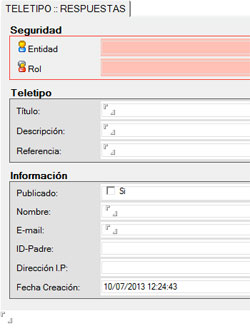 TELETIPO :: RESPUESTAS
Seguridad
Entidad
Rol
Teletipo
Título:
Descripción:
Referencia:
Información
Publicado: Si
Nombre:
E-mail:
ID-Padre:
Dirección I.P:
Fecha Creación: 10/07/2013 12:24:43